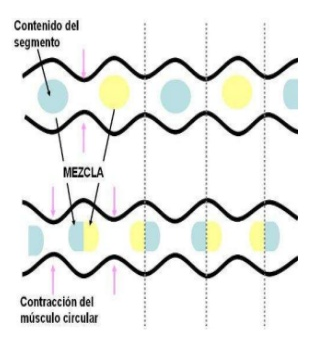 Contenido del
segmento
MEZCLA
Contracción del
músculo circular